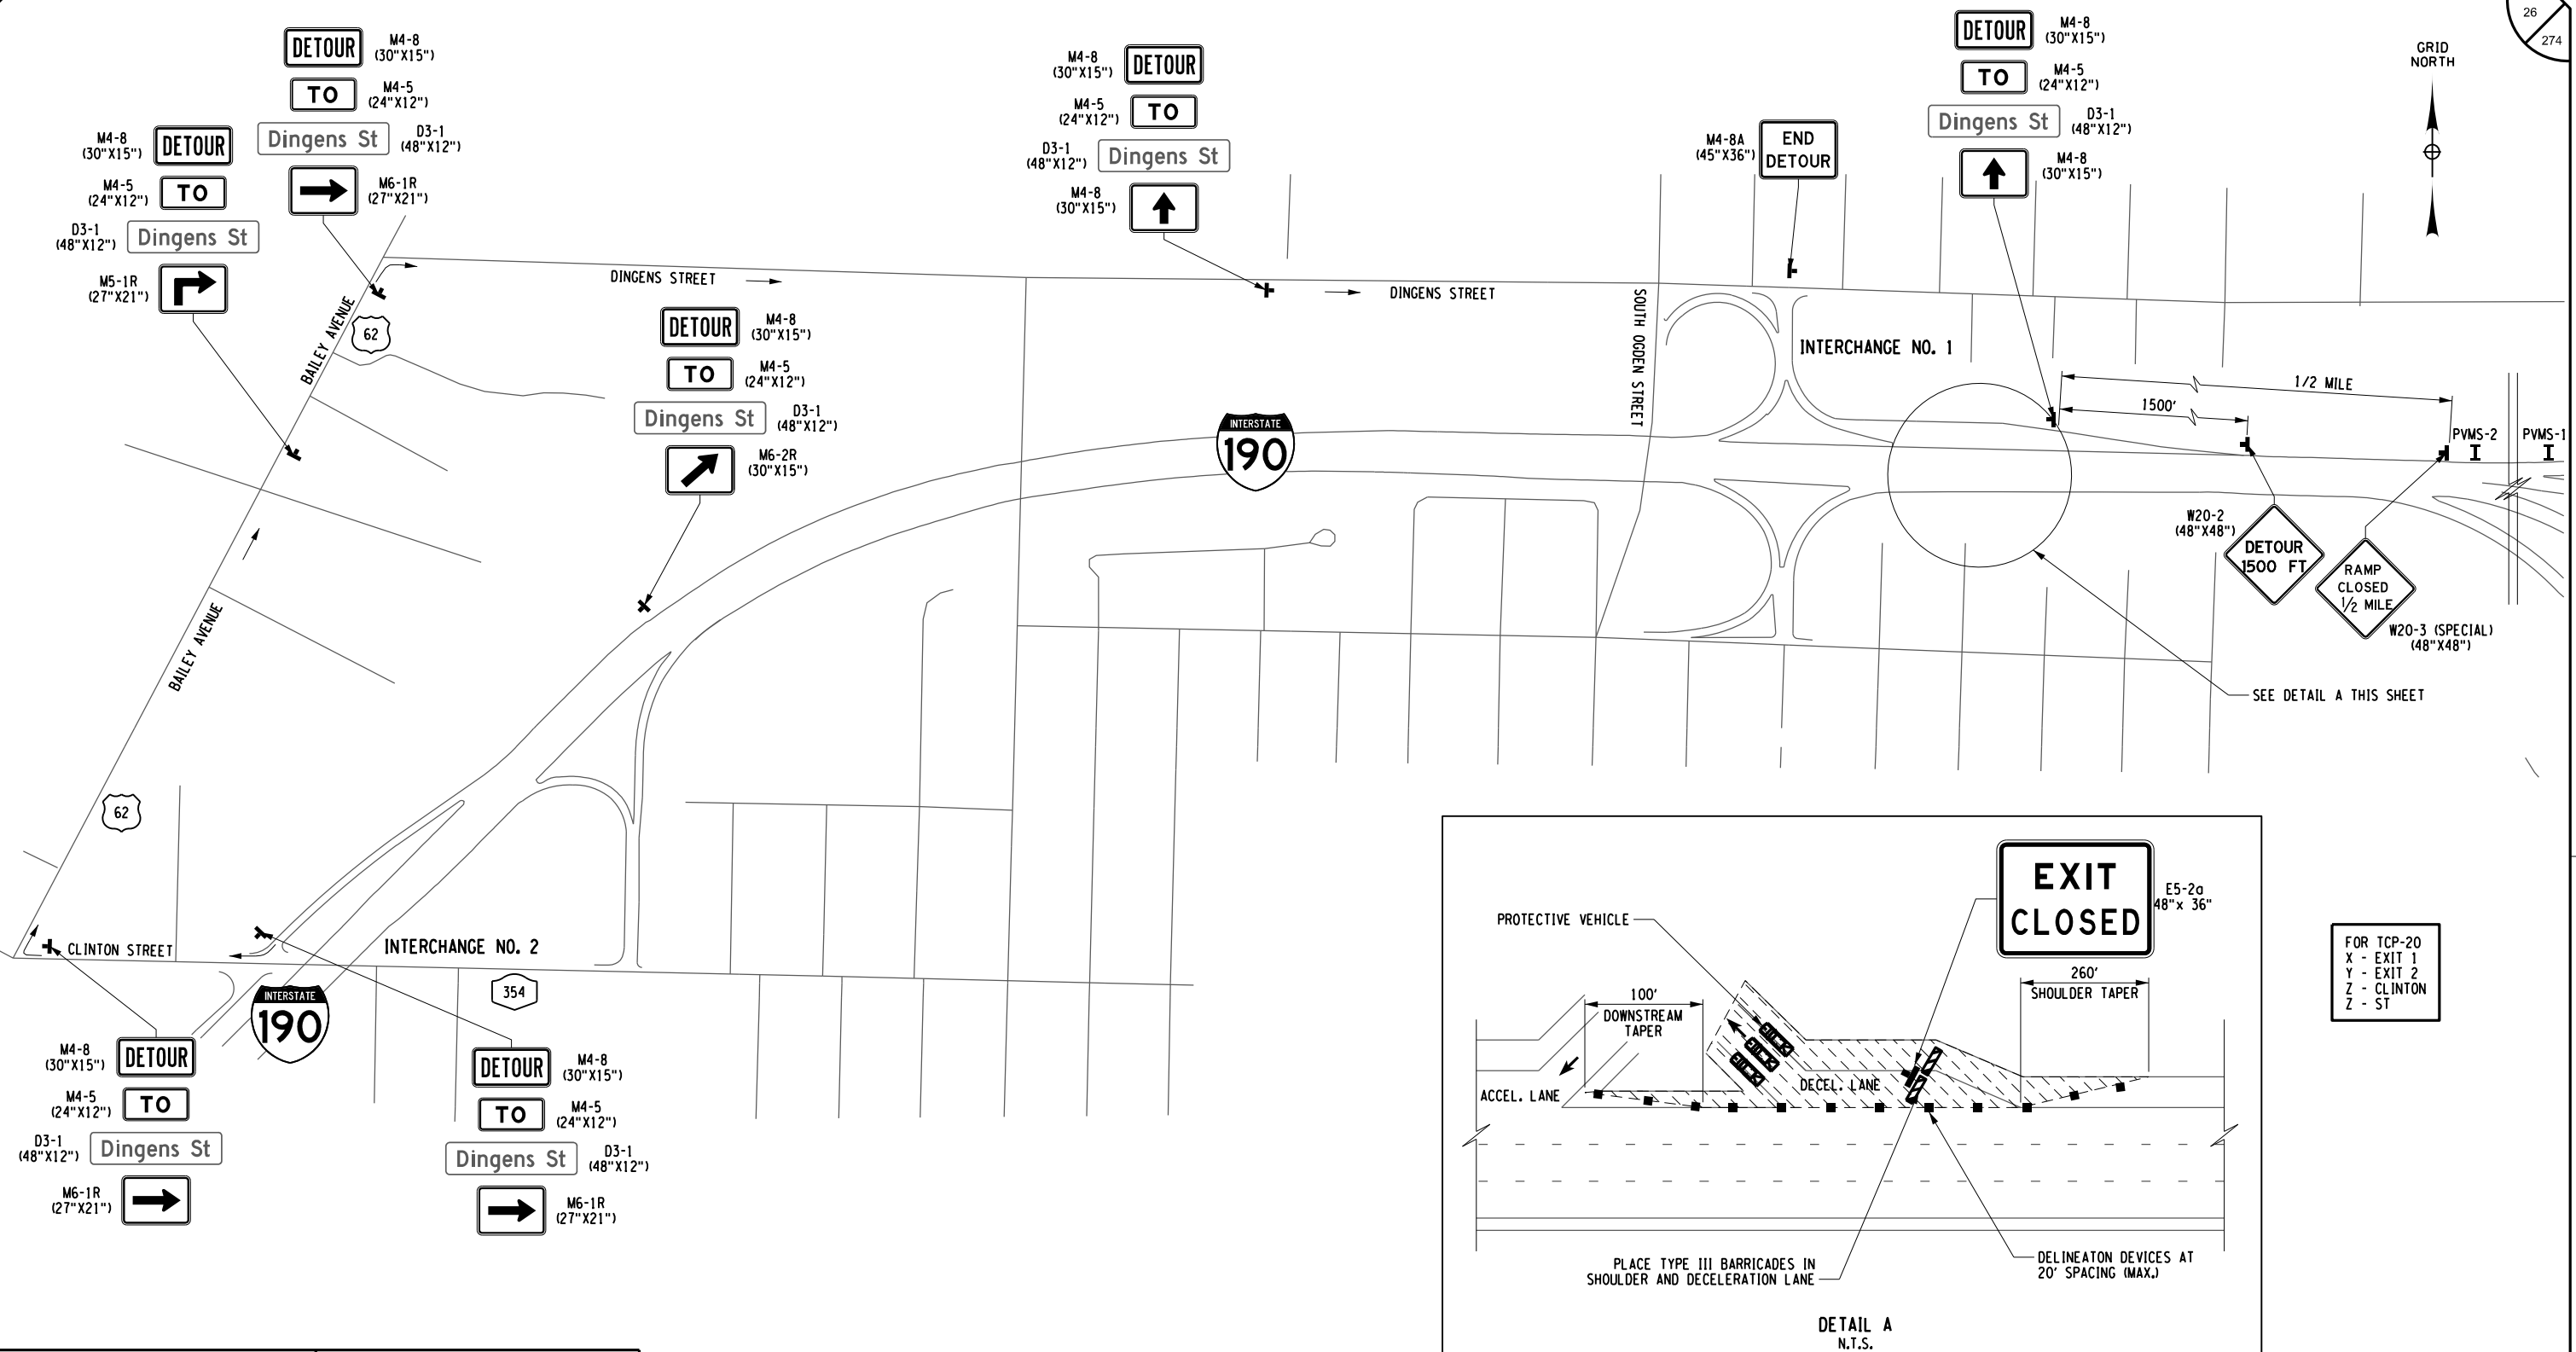 26
274
GRID
NORTH
DETOUR
M4-8
(30"X15")
TO
M4-5
(24"X12")
Dingens St
D3-1
(48"X12")
M6-1R
(27"X21")
M4-8
(30"X15")
DETOUR
M4-5
(24"X12")
TO
D3-1
(48"X12")
Dingens St
M5-1R
(27"X21")
M4-8
(30"X15")
DETOUR
M4-5
(24"X12")
TO
D3-1
(48"X12")
Dingens St
M4-8
(30"X15")
M4-8A
(45"X36")
END
DETOUR
DETOUR
M4-8
(30"X15")
TO
M4-5
(24"X12")
Dingens St
D3-1
(48"X12")
M4-8
(30"X15")
DINGENS STREET
DINGENS STREET
BAILEY AVENUE
62
DETOUR
M4-8
(30"X15")
TO
M4-5
(24"X12")
Dingens St
D3-1
(48"X12")
M6-2R
(30"X15")
SOUTH OGDEN STREET
INTERCHANGE NO. 1
INTERSTATE
190
1/2 MILE
1500'
PVMS-2
PVMS-1
W20-2
(48"X48")
DETOUR
1500 FT
RAMP
CLOSED
1/2 MILE
W20-3 (SPECIAL)
(48"X48")
SEE DETAIL A THIS SHEET
BAILEY AVENUE
62
CLINTON STREET
INTERCHANGE NO. 2
354
INTERSTATE
190
M4-8
(30"X15")
DETOUR
M4-5
(24"X12")
TO
D3-1
(48"X12")
Dingens St
M6-1R
(27"X21")
DETOUR
M4-8
(30"X15")
TO
M4-5
(24"X12")
Dingens St
D3-1
(48"X12")
M6-1R
(27"X21")
EXIT
CLOSED
E5-2a
48"x 36"
PROTECTIVE VEHICLE
100'
DOWNSTREAM
TAPER
260'
SHOULDER TAPER
ACCEL. LANE
DECEL. LANE
PLACE TYPE III BARRICADES IN
SHOULDER AND DECELERATION LANE
DELINEATON DEVICES AT
20' SPACING (MAX.)
DETAIL A
N.T.S.
FOR TCP-20
X - EXIT 1
Y - EXIT 2
Z - CLINTON
Z - ST